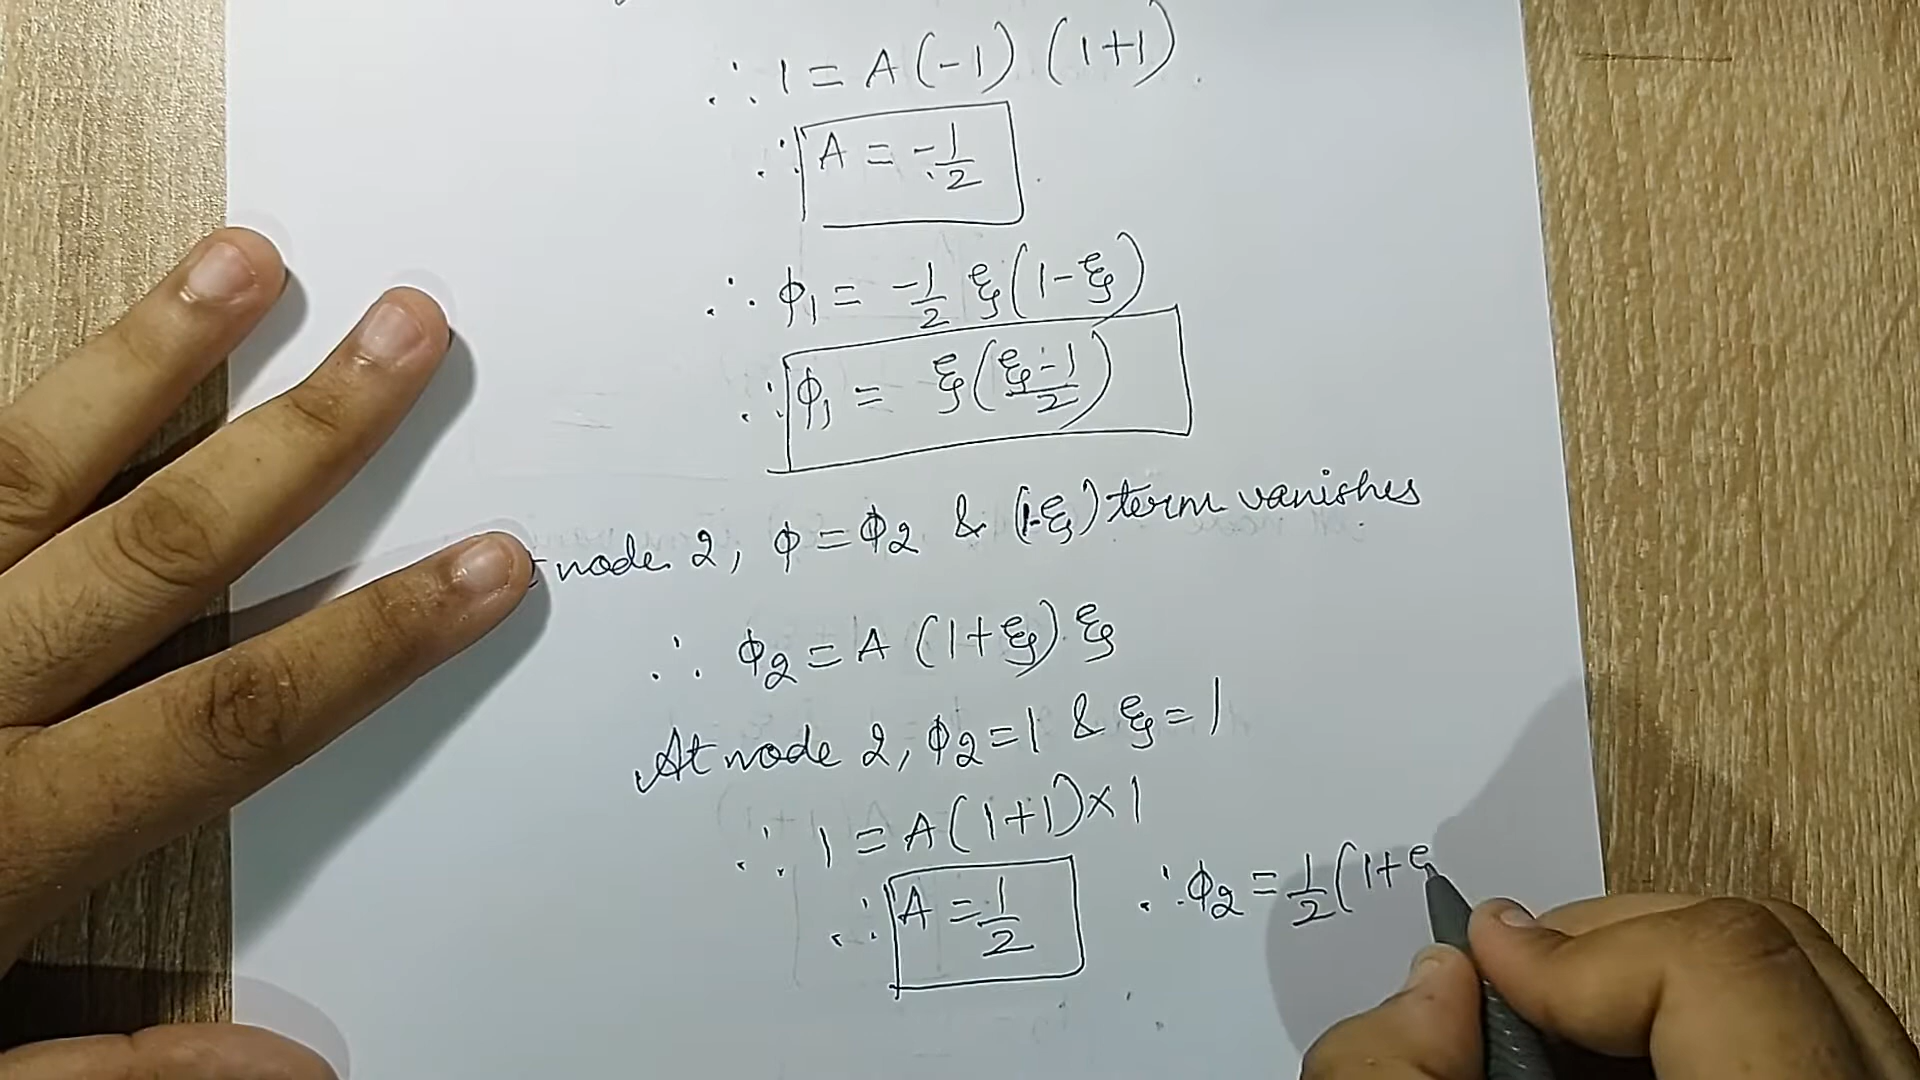 ∴ 1 = A(-1) (1+1)
∴ A = -1/2
∴ ϕ₁ = -1/2 ξ(1-ξ)
∴ ϕ₁ = ξ((ξ-1)/2)
node 2, ϕ = ϕ₂ & (1-ξ) term vanishes
∴ ϕ₂ = A (1+ξ) ξ
At node 2, ϕ₂ = 1 & ξ = 1
∴ 1 = A(1+1)×1
∴ A = 1/2 ∴ ϕ₂ = 1/2(1+ξ